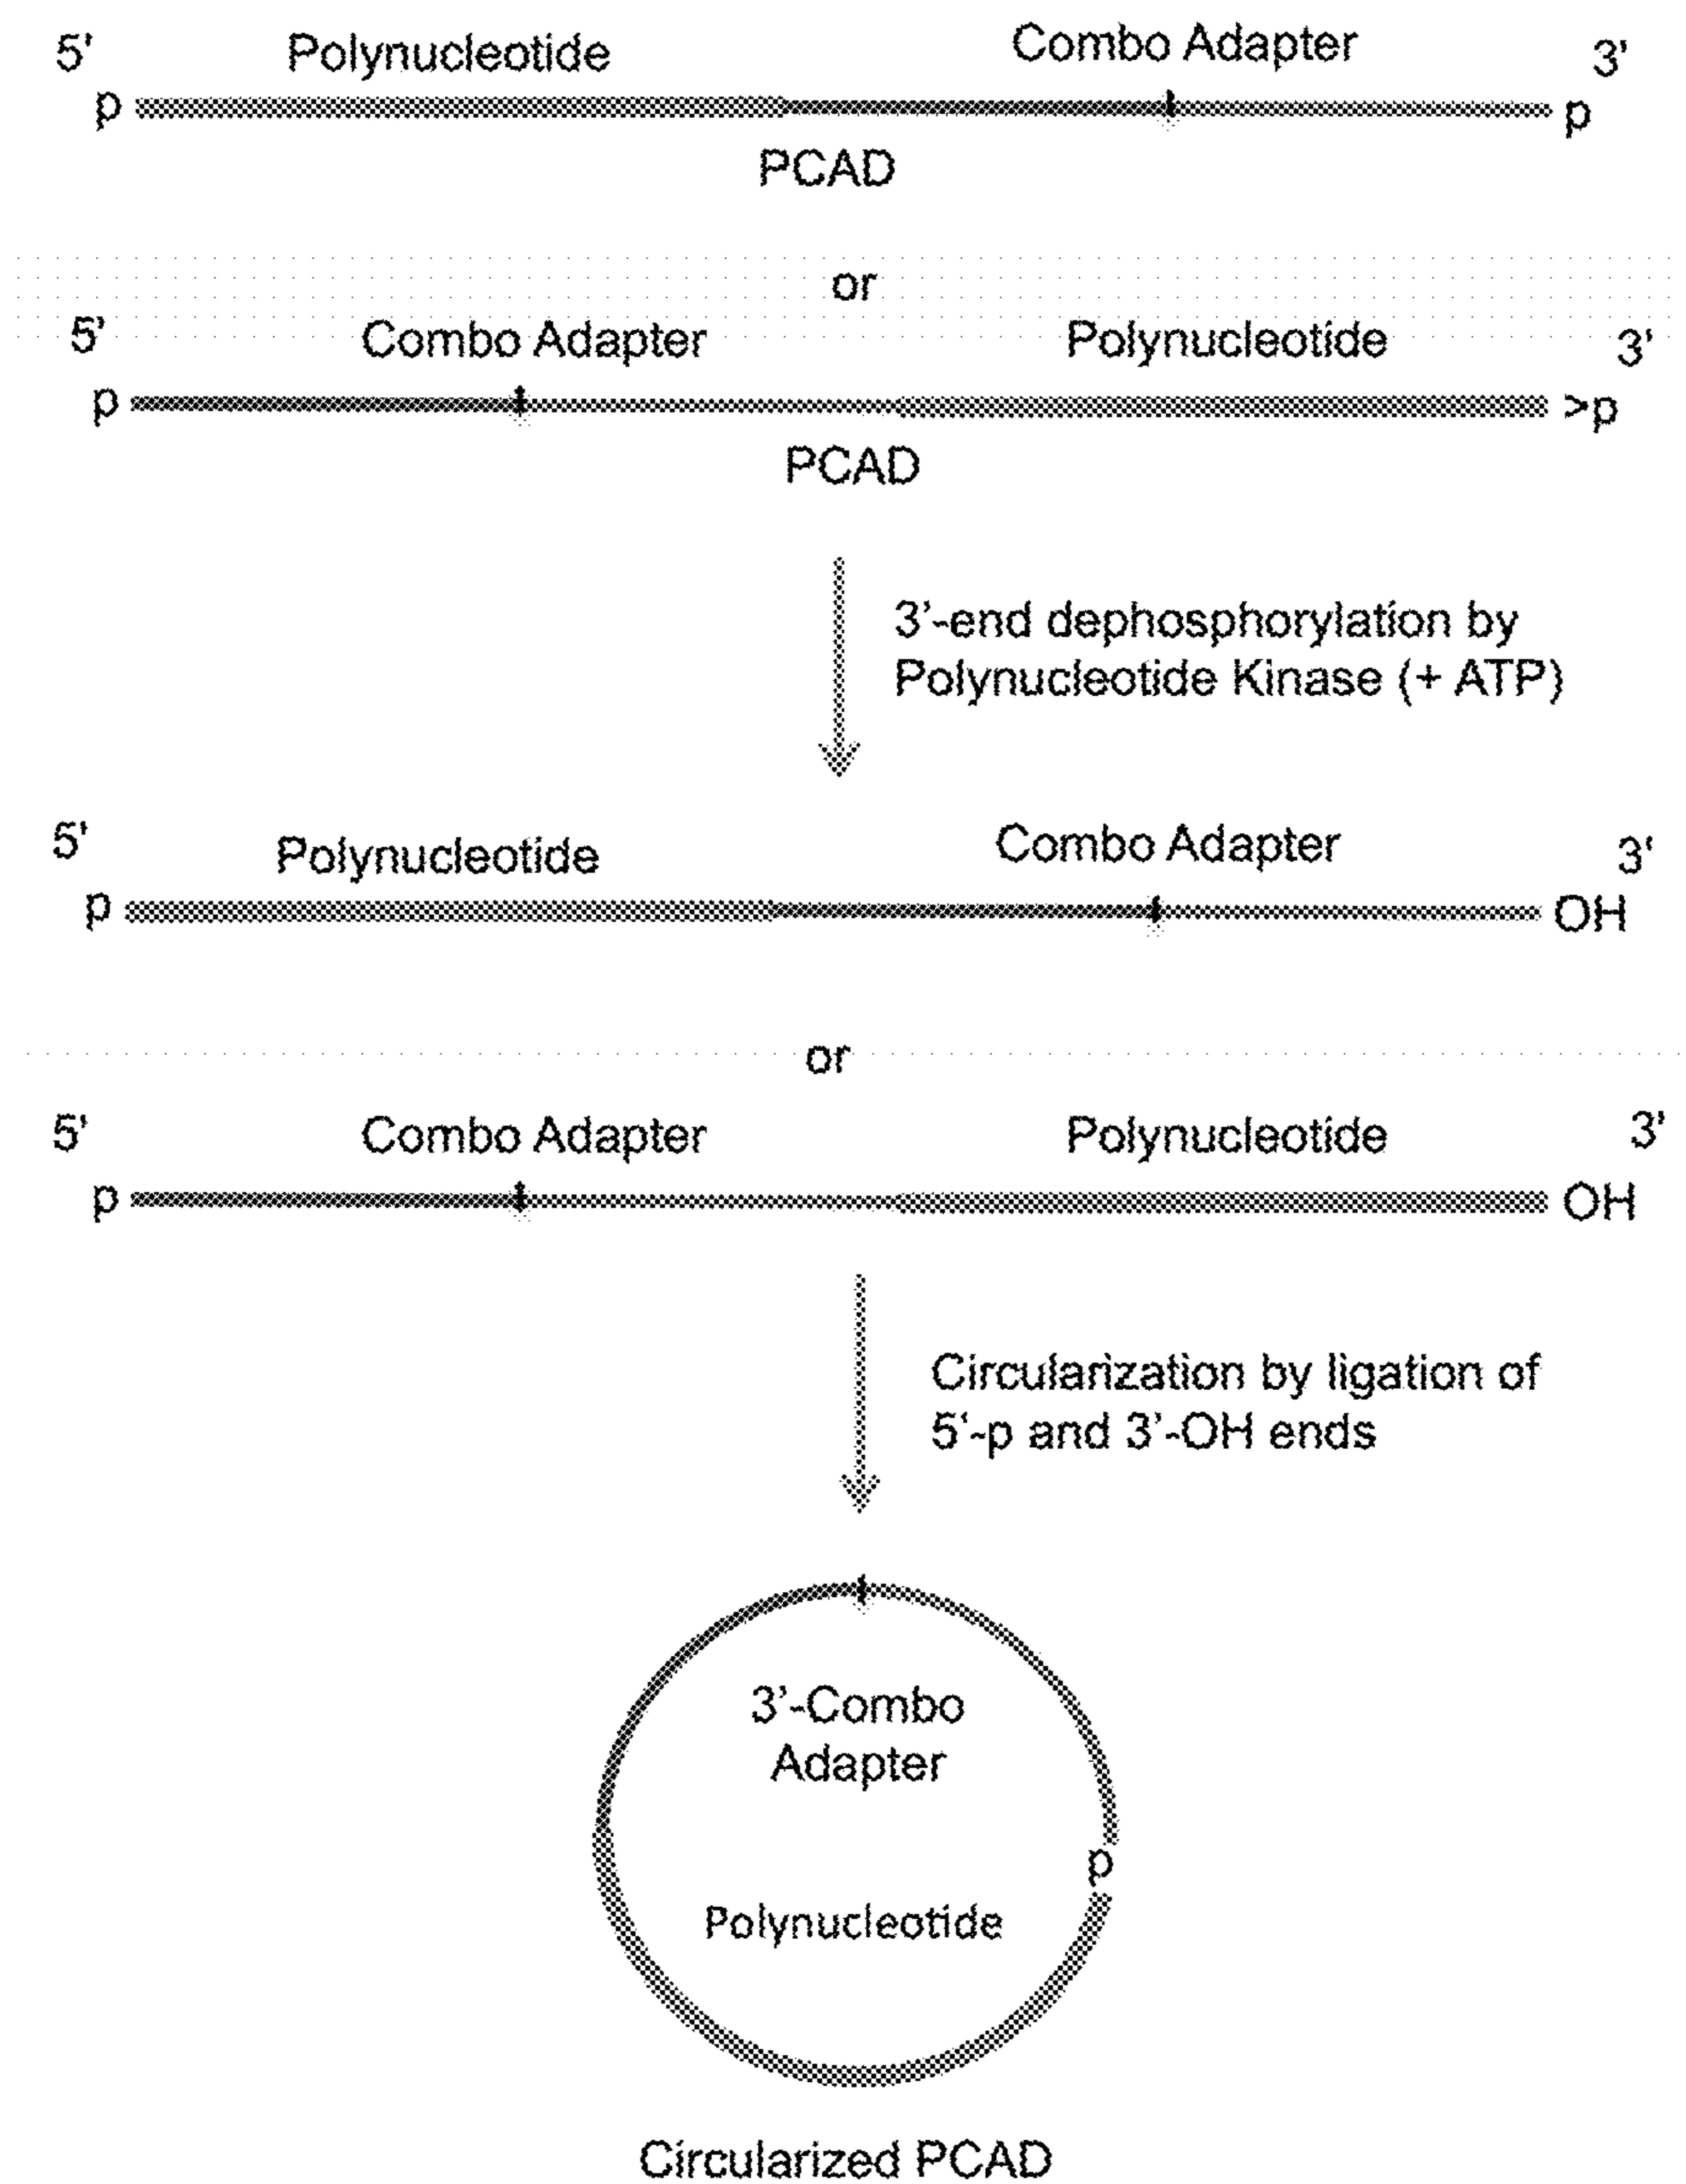 5' Polynucleotide Combo Adapter 3'
p p
PCAD
or
5' Combo Adapter Polynucleotide 3'
p >p
PCAD
3'-end dephosphorylation by
Polynucleotide Kinase (+ ATP)
5' Polynucleotide Combo Adapter 3'
p OH
or
5' Combo Adapter Polynucleotide 3'
p OH
Circularization by ligation of
5'-p and 3'-OH ends
3'-Combo
Adapter
p
Polynucleotide
Circularized PCAD